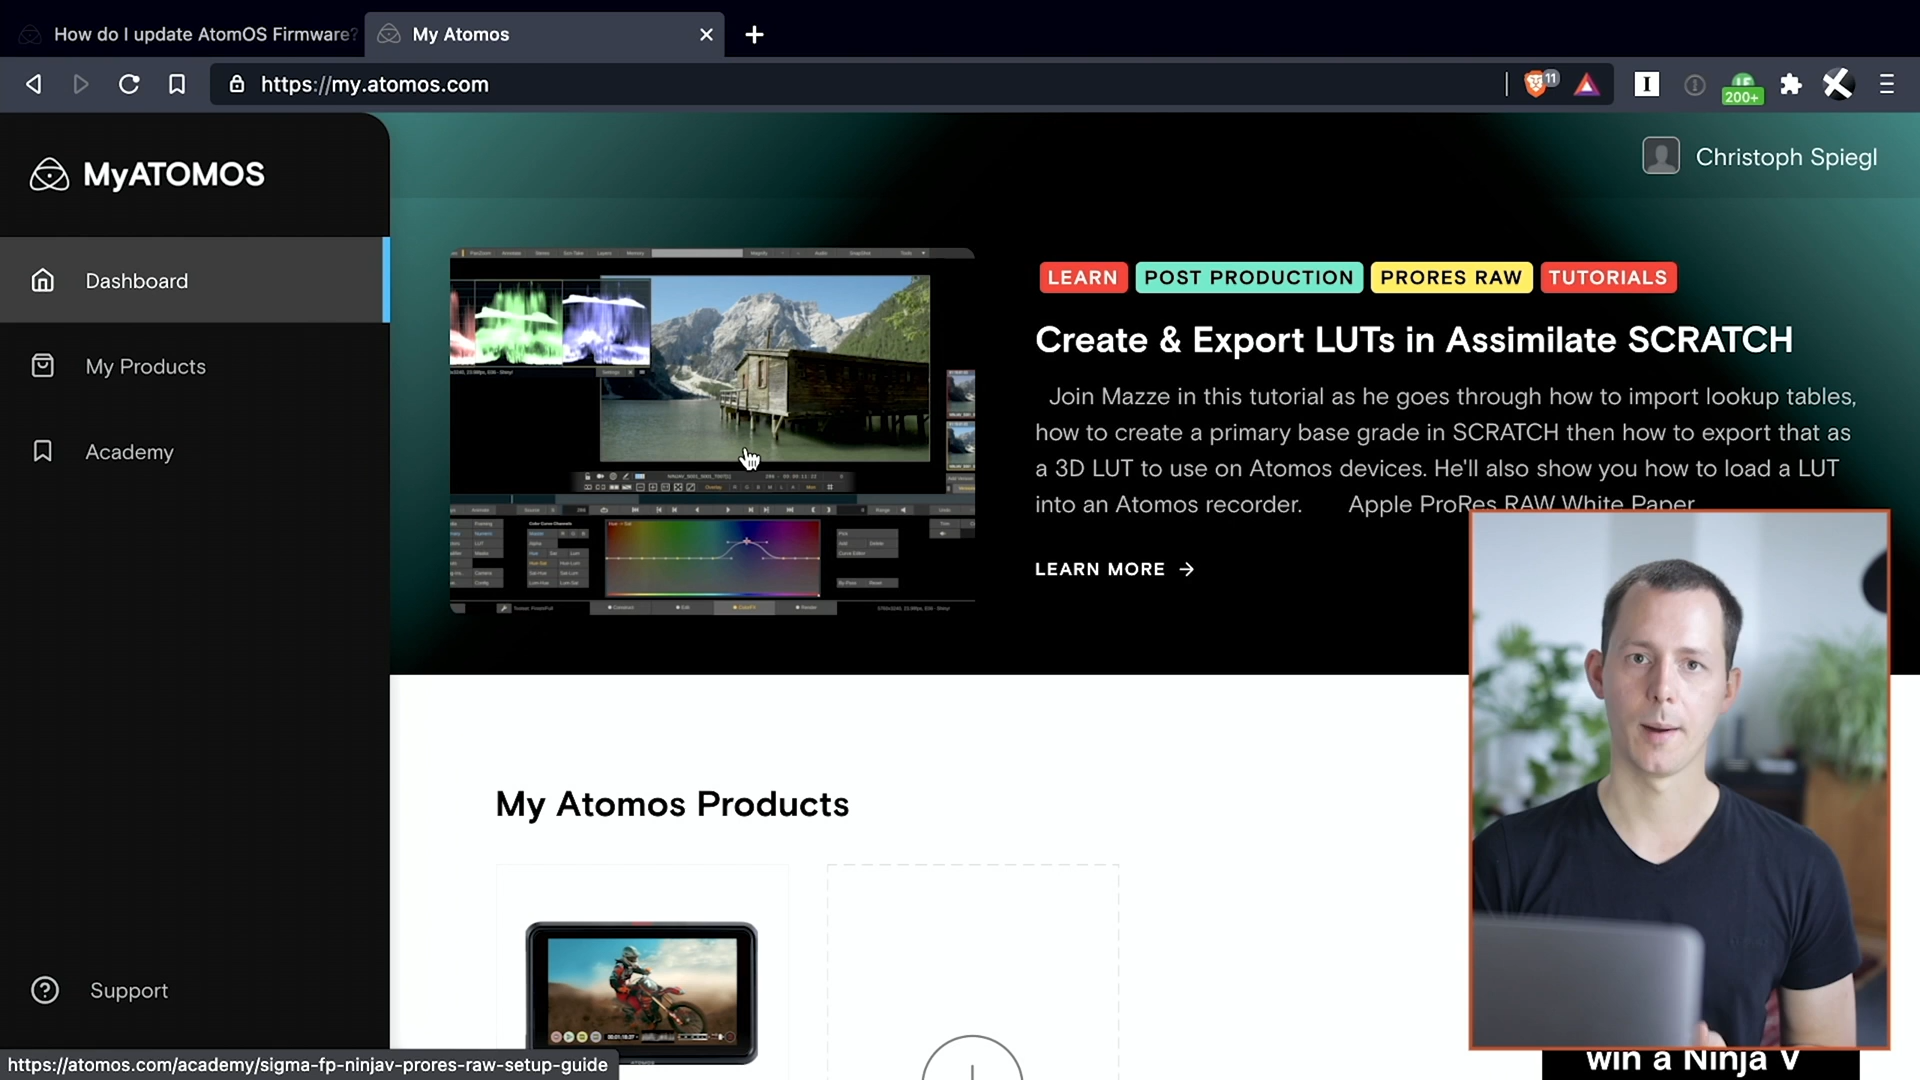 How do I update AtomOS Firmware?
My Atomos
https://my.atomos.com
11
200+
MyATOMOS
Christoph Spiegl
Dashboard
My Products
Academy
LEARN POST PRODUCTION PRORES RAW TUTORIALS
Create & Export LUTs in Assimilate SCRATCH
Join Mazze in this tutorial as he goes through how to import lookup tables,
how to create a primary base grade in SCRATCH then how to export that as
a 3D LUT to use on Atomos devices. He'll also show you how to load a LUT
into an Atomos recorder. Apple ProRes RAW White Paper
LEARN MORE
My Atomos Products
Support
https://atomos.com/academy/sigma-fp-ninjav-prores-raw-setup-guide
win a Ninja V